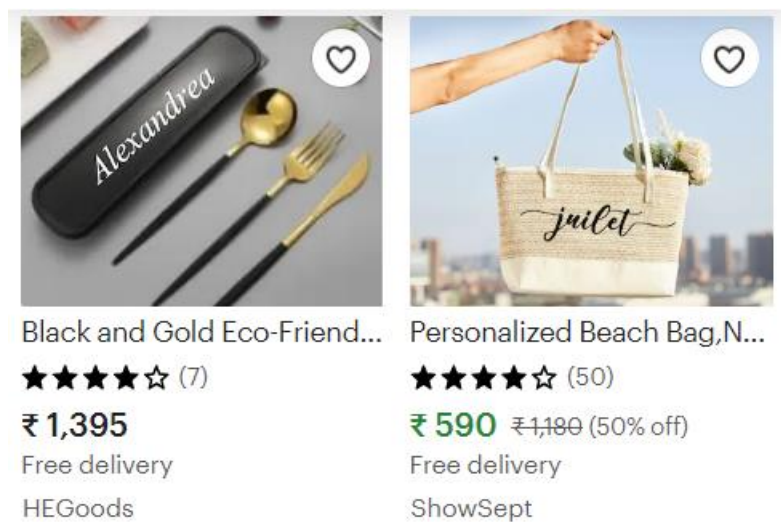 Alexandrea
juilet
Black and Gold Eco-Friend...
Personalized Beach Bag,N...
(7)
(50)
₹ 1,395
₹ 590 ₹ 1,180 (50% off)
Free delivery
Free delivery
HEGoods
ShowSept